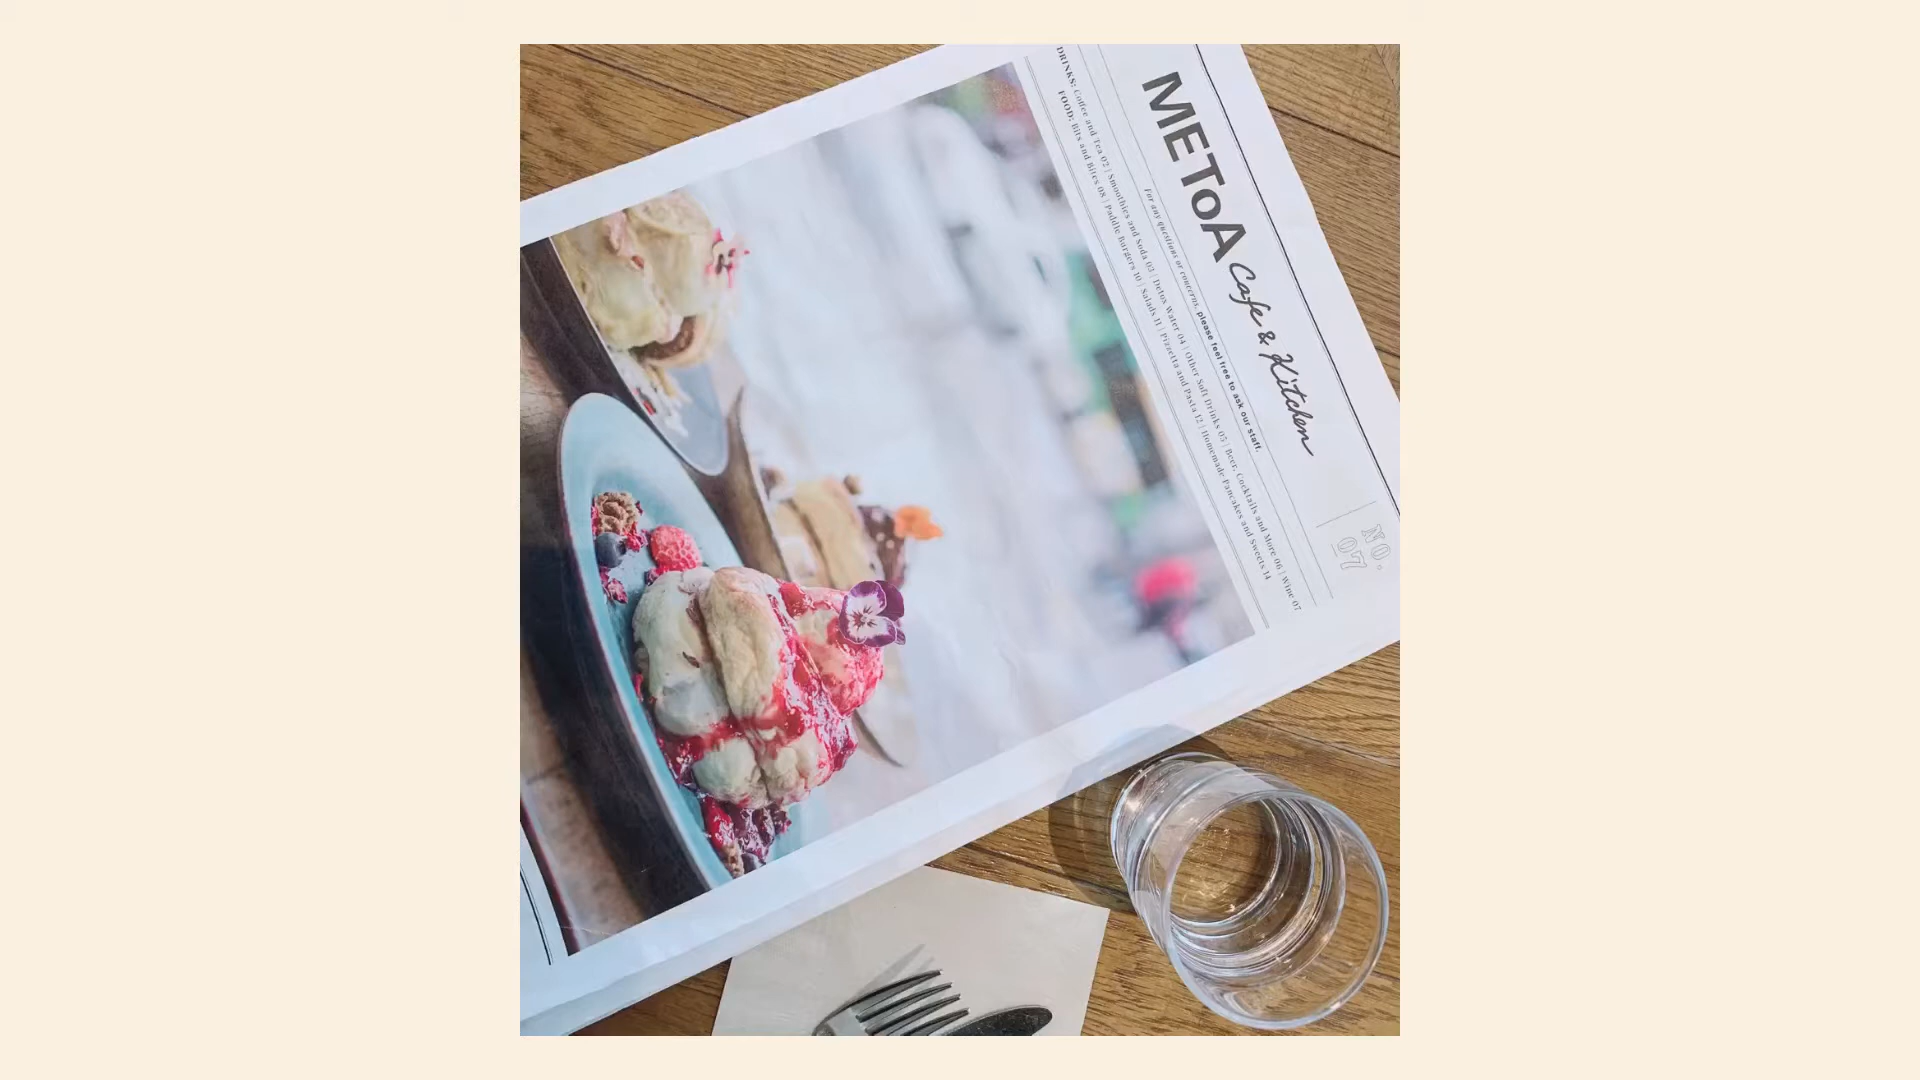 METoA Cafe & Kitchen
NO. 07
For any questions or concerns, please feel free to ask our staff.
DRINKS: Coffee and Tea 02 | Smoothies and Soda 03 | Detox Water 04 | Other Soft Drinks 05 | Beer, Cocktails and More 06 | Wine 07
FOOD: Bits and Bites 08 | Paddle Burgers 10 | Salads 11 | Pizzetta and Pasta 12 | Homemade Pancakes and Sweets 14